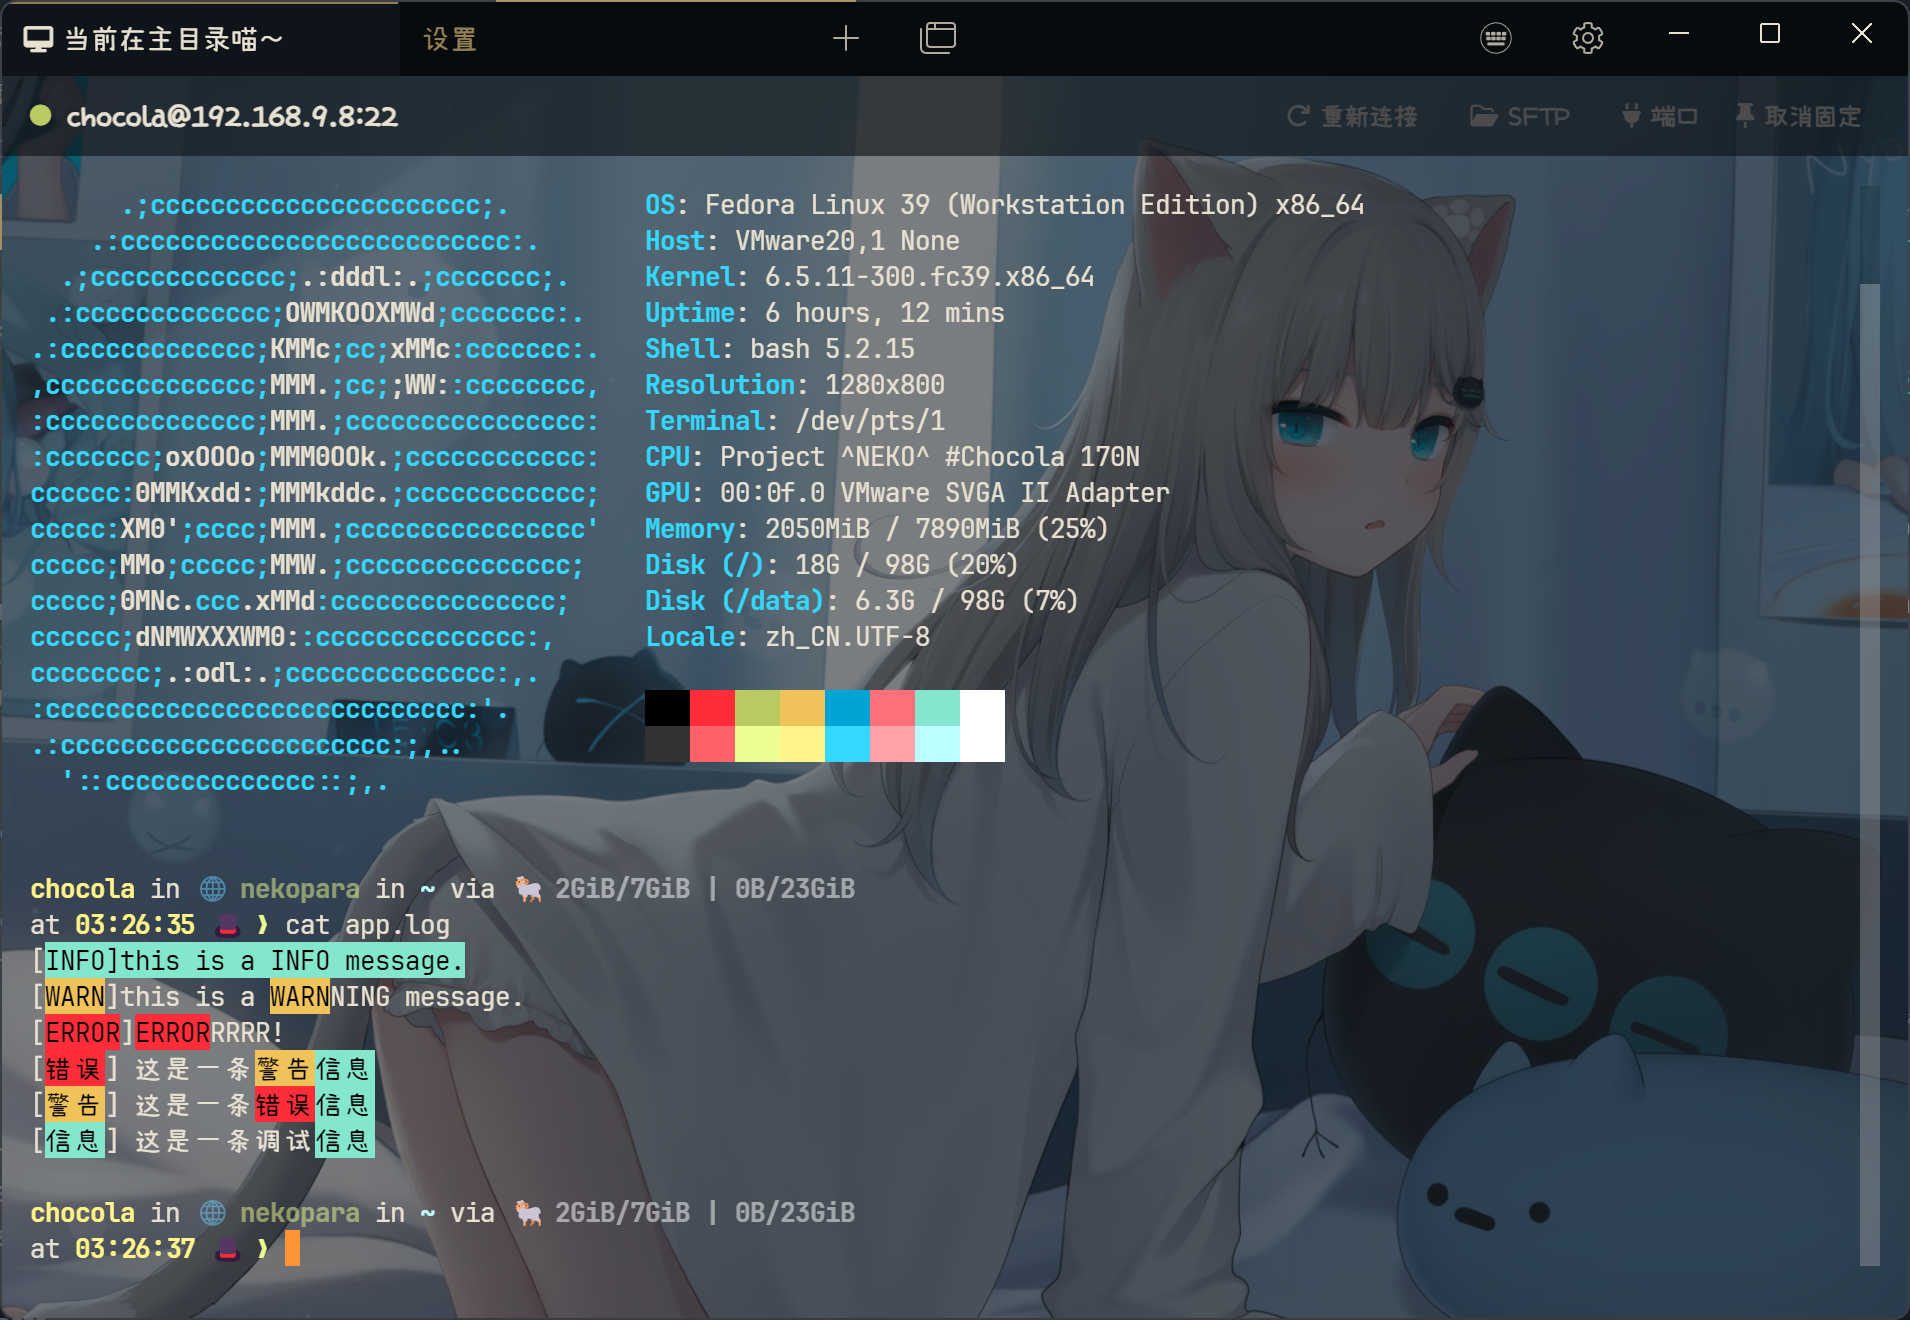 当前在主目录喵～
设置
chocola@192.168.9.8:22
重新连接
SFTP
端口
取消固定
.;cccccccccccccccccccccc;. OS: Fedora Linux 39 (Workstation Edition) x86_64
.:cccccccccccccccccccccccccc:. Host: VMware20,1 None
.;ccccccccccccc;.:dddl:.;ccccccc;. Kernel: 6.5.11-300.fc39.x86_64
.:ccccccccccccc;OWMKOOXMWd;ccccccc:. Uptime: 6 hours, 12 mins
.:ccccccccccccc;KMMc;cc;xMMc:ccccccc:. Shell: bash 5.2.15
,cccccccccccccc;MMM.;cc;;WW::cccccccc, Resolution: 1280x800
:cccccccccccccc;MMM.;cccccccccccccccc: Terminal: /dev/pts/1
:ccccccc;oxOOOo;MMM0OOk.;cccccccccccc: CPU: Project ^NEKO^ #Chocola 170N
cccccc:0MMKxdd:;MMMkddc.;cccccccccccc; GPU: 00:0f.0 VMware SVGA II Adapter
ccccc:XM0';cccc;MMM.;cccccccccccccccc' Memory: 2050MiB / 7890MiB (25%)
ccccc;MMo;ccccc;MMW.;ccccccccccccccc; Disk (/): 18G / 98G (20%)
ccccc;0MNc.ccc.xMMd:ccccccccccccccc; Disk (/data): 6.3G / 98G (7%)
cccccc;dNMWXXXWM0::cccccccccccccc:, Locale: zh_CN.UTF-8
cccccccc;.:odl:.;cccccccccccccc:,.
:cccccccccccccccccccccccccccc:'.
.:cccccccccccccccccccccc:;,..
'::cccccccccccccc::;,.
chocola in 🌐 nekopara in ~ via 🐏 2GiB/7GiB | 0B/23GiB
at 03:26:35 🎩 ❯ cat app.log
[INFO]this is a INFO message.
[WARN]this is a WARNNING message.
[ERROR]ERRORRRRR!
[错误] 这是一条警告信息
[警告] 这是一条错误信息
[信息] 这是一条调试信息
chocola in 🌐 nekopara in ~ via 🐏 2GiB/7GiB | 0B/23GiB
at 03:26:37 🎩 ❯